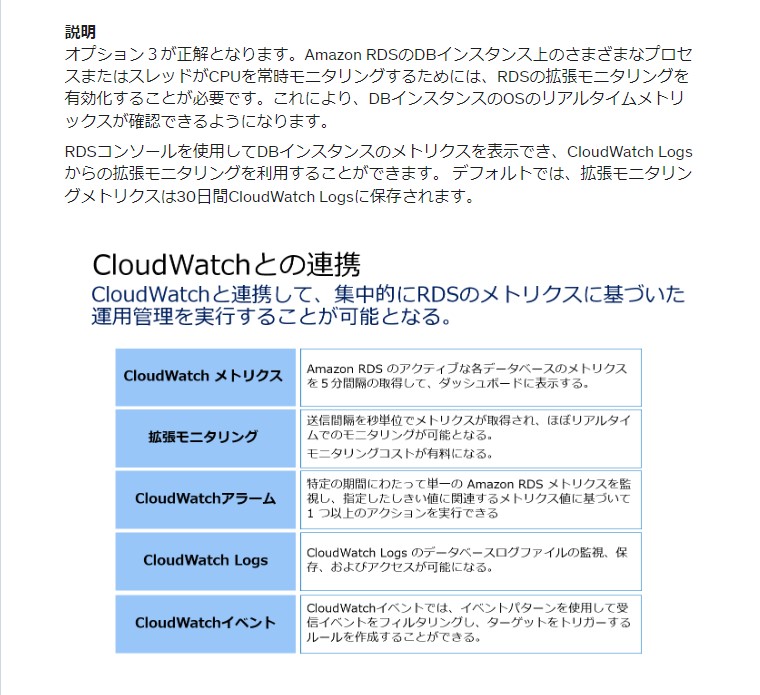 説明
オプション３が正解となります。Amazon RDSのDBインスタンス上のさまざまなプロセ
スまたはスレッドがCPUを常時モニタリングするためには、RDSの拡張モニタリングを
有効化することが必要です。これにより、DBインスタンスのOSのリアルタイムメトリ
ックスが確認できるようになります。
RDSコンソールを使用してDBインスタンスのメトリクスを表示でき、CloudWatch Logs
からの拡張モニタリングを利用することができます。 デフォルトでは、拡張モニタリン
グメトリクスは30日間CloudWatch Logsに保存されます。
CloudWatchとの連携
CloudWatchと連携して、集中的にRDSのメトリクスに基づいた
運用管理を実行することが可能となる。
CloudWatch メトリクス
Amazon RDS のアクティブな各データベースのメトリクス
を５分間隔の取得して、ダッシュボードに表示する。
拡張モニタリング
送信間隔を秒単位でメトリクスが取得され、ほぼリアルタイ
ムでのモニタリングが可能となる。
モニタリングコストが有料になる。
CloudWatchアラーム
特定の期間にわたって単一の Amazon RDS メトリクスを監
視し、指定したしきい値に関連するメトリクス値に基づいて
1 つ以上のアクションを実行できる
CloudWatch Logs
CloudWatch Logs のデータベースログファイルの監視、保
存、およびアクセスが可能になる。
CloudWatchイベント
CloudWatchイベントでは、イベントパターンを使用して受
信イベントをフィルタリングし、ターゲットをトリガーする
ルールを作成することができる。